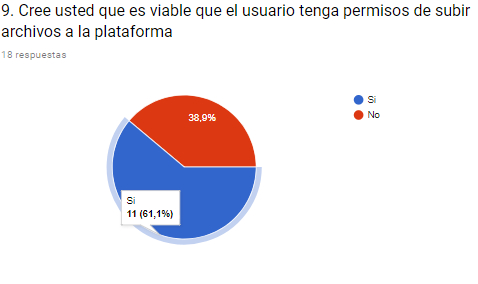 9. Cree usted que es viable que el usuario tenga permisos de subir
archivos a la plataforma
18 respuestas
Si
No
38,9%
Si
11 (61,1%)